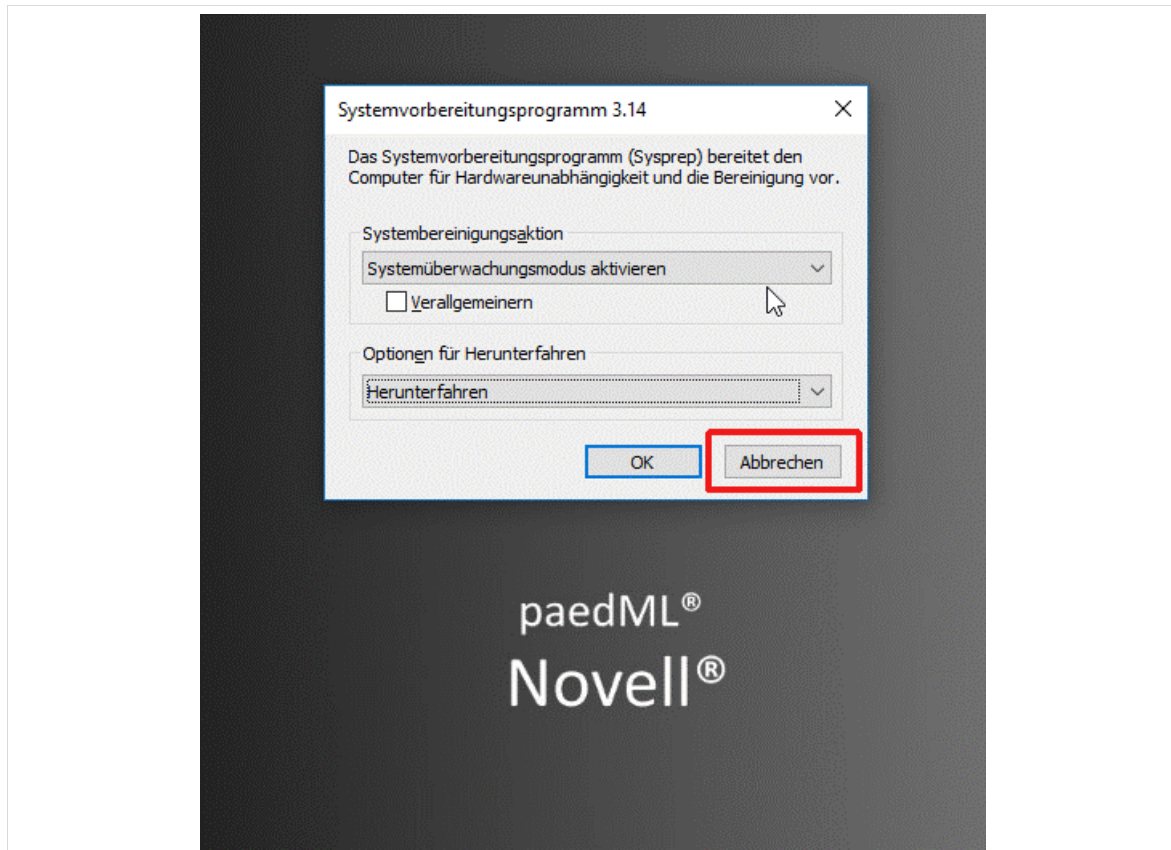 Systemvorbereitungsprogramm 3.14
Das Systemvorbereitungsprogramm (Sysprep) bereitet den
Computer für Hardwareunabhängigkeit und die Bereinigung vor.
Systembereinigungsaktion
Systemüberwachungsmodus aktivieren
Verallgemeinern
Optionen für Herunterfahren
Herunterfahren
OK Abbrechen
paedML®
Novell®